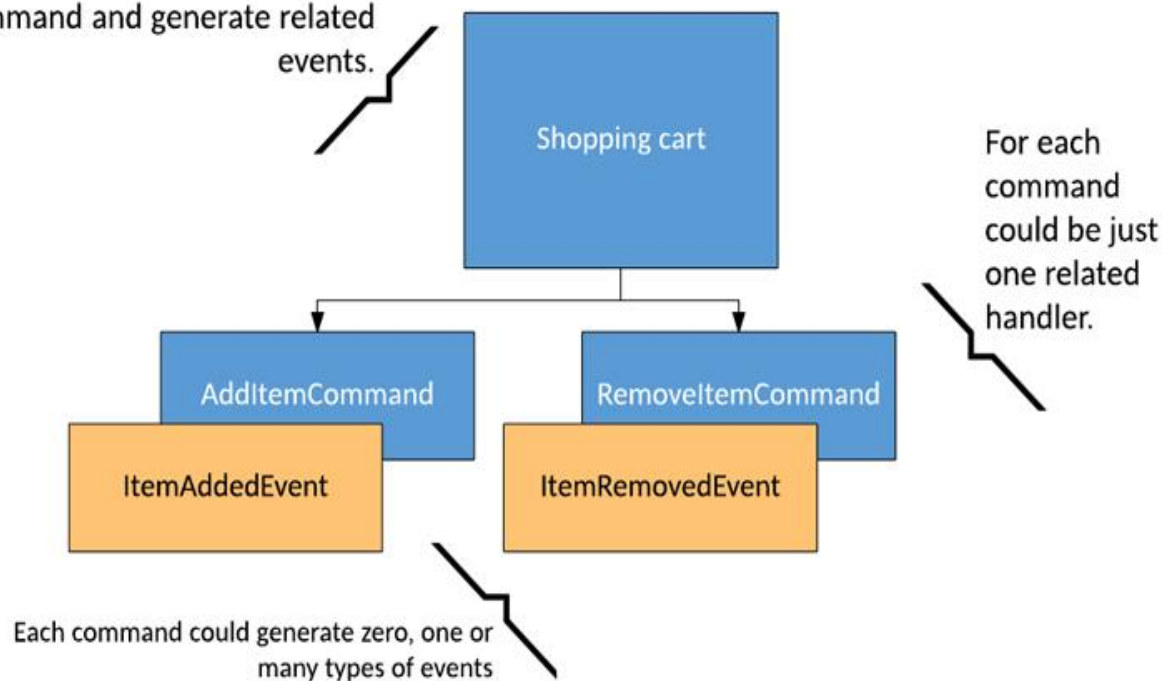 and generate related
events.
Shopping cart
For each
command
could be just
one related
handler.
AddItemCommand
RemoveItemCommand
ItemAddedEvent
ItemRemovedEvent
Each command could generate zero, one or
many types of events